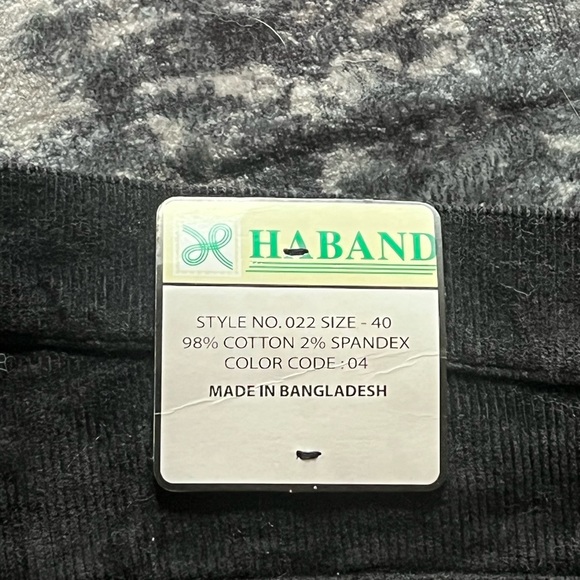 HABAND
STYLE NO. 022 SIZE - 40
98% COTTON 2% SPANDEX
COLOR CODE : 04
MADE IN BANGLADESH